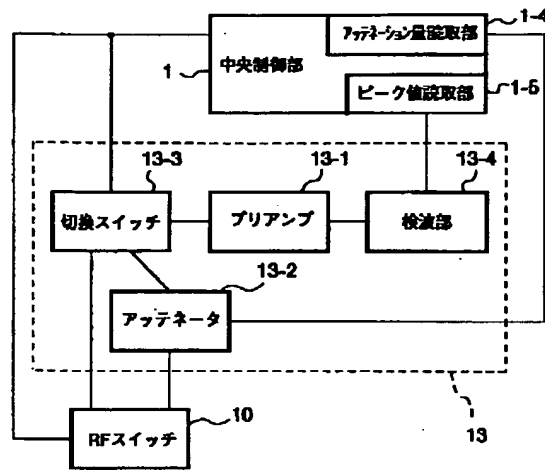 1-4
アッテネーション量読取部
中央制御部
1
ピーク値読取部
1-5
13-3
13-1
13-4
切換スイッチ
プリアンプ
検波部
13-2
アッテネータ
10
RFスイッチ
13